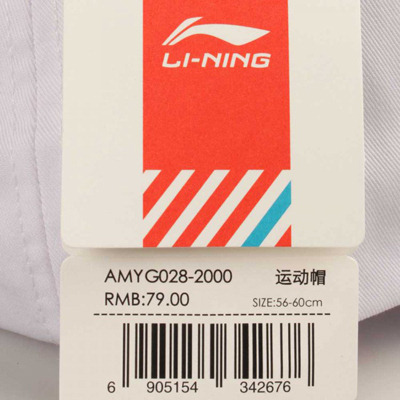 LI-NING
AMYG028-2000 运动帽
RMB:79.00 SIZE:56-60cm
6 905154 342676